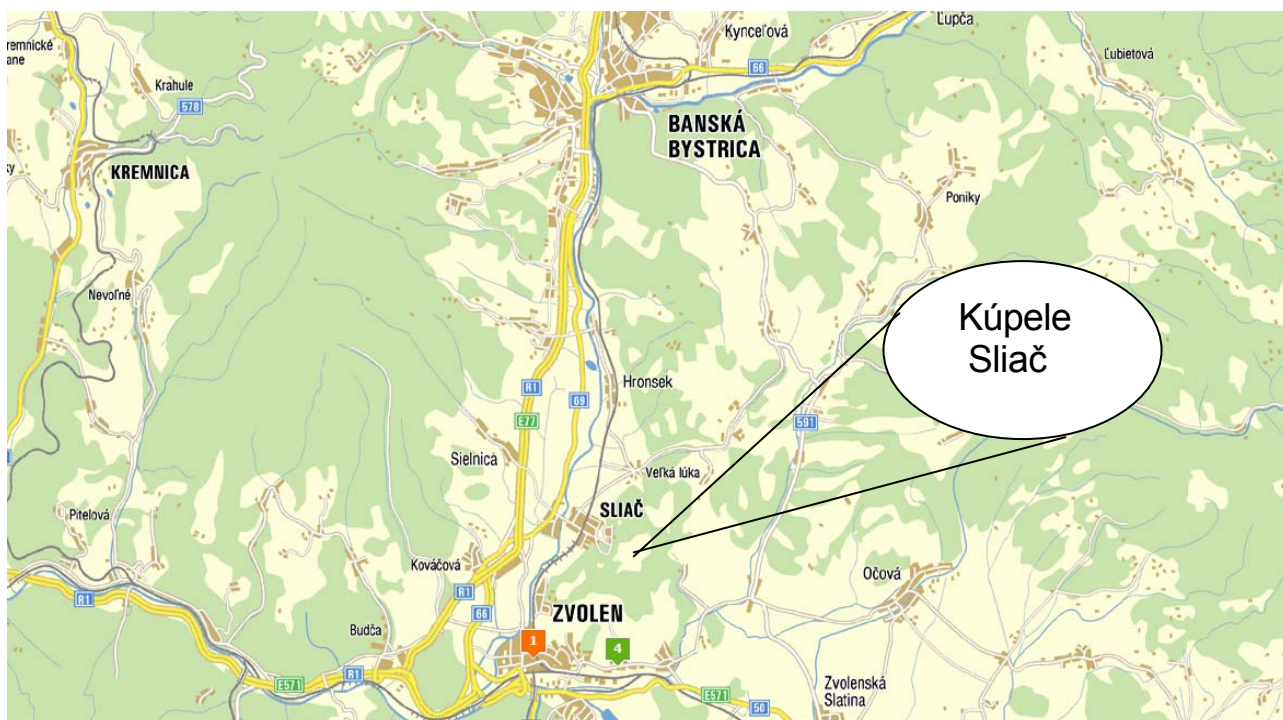 Kynceľová
Ľupča
66
Ľubietová
Kremnické
Bane
Krahule
578
BANSKÁ
BYSTRICA
KREMNICA
Poniky
Nevoľné
Kúpele
Sliač
Hronsek
R1
69
E77
591
Sielnica
Veľká lúka
SLIAČ
Pitelová
Kováčová
Očová
R1
R1
66
ZVOLEN
Budča
1
4
R1
E571
E571
50
Zvolenská
Slatina